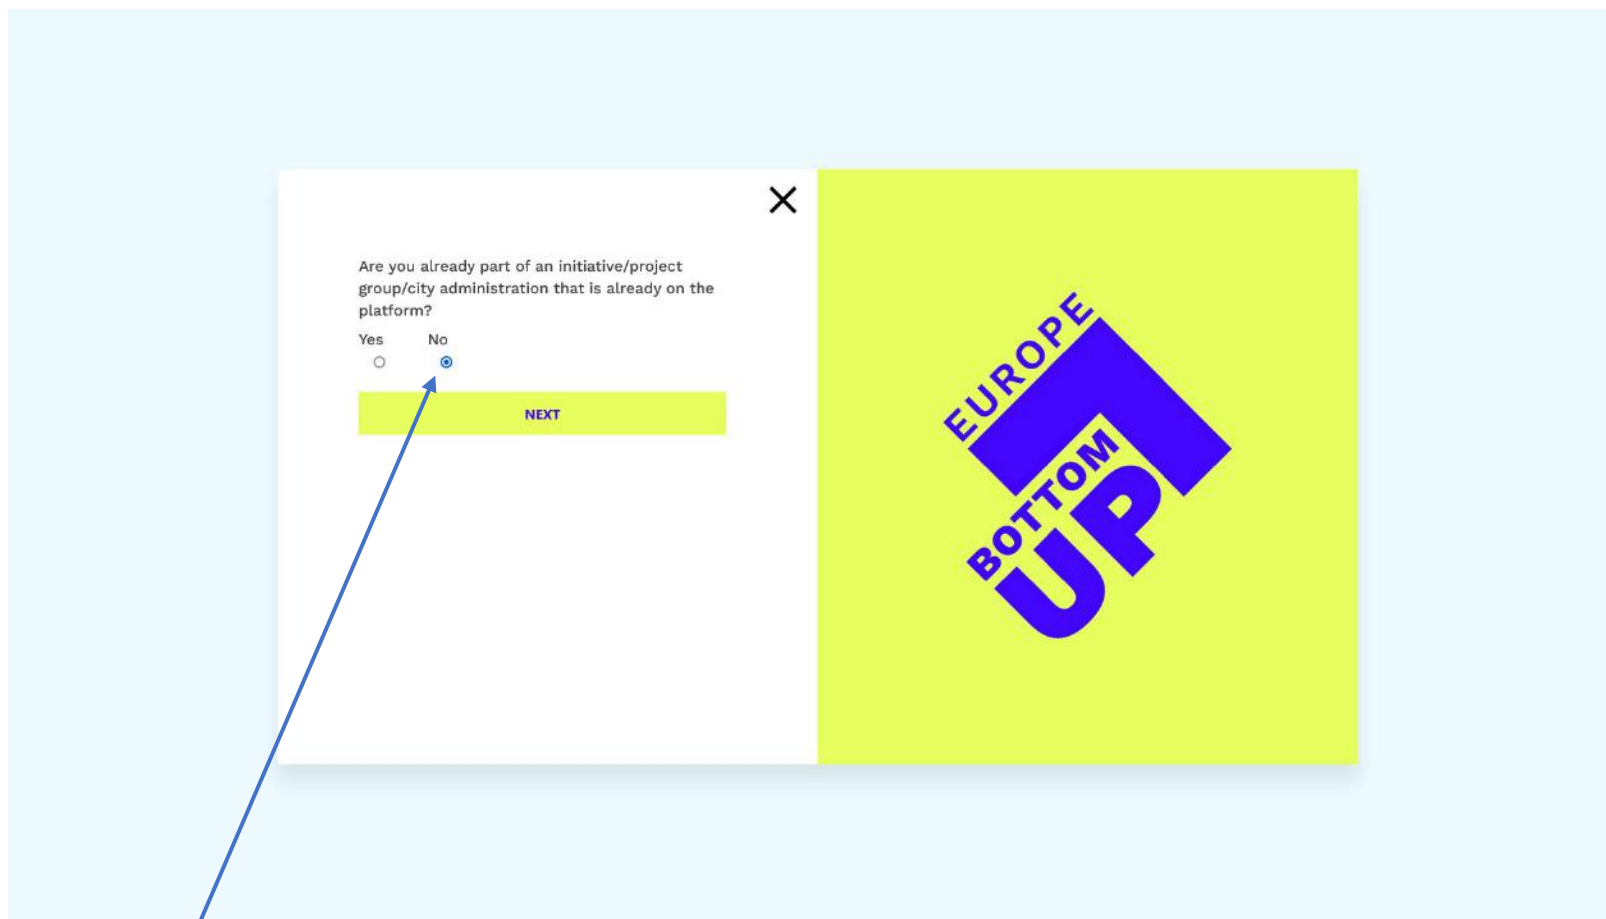 Are you already part of an initiative/project
group/city administration that is already on the
platform?
Yes No
NEXT
EUROPE
BOTTOM
UP